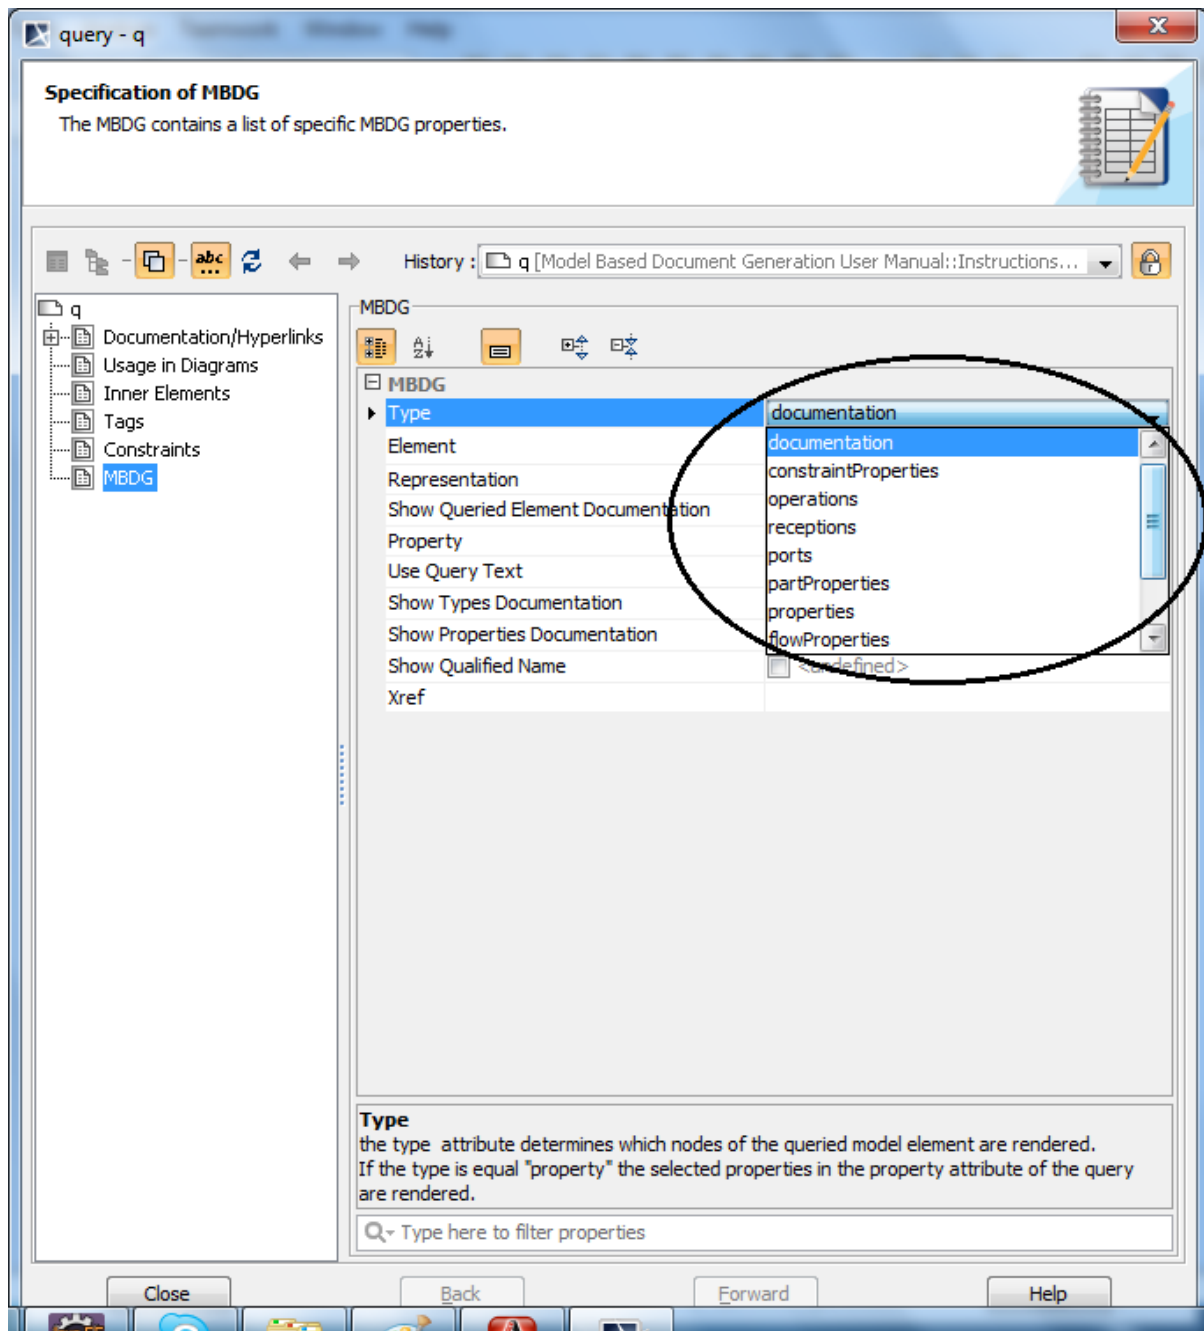 query - q
Specification of MBDG
The MBDG contains a list of specific MBDG properties.
History : q [Model Based Document Generation User Manual::Instructions...
q
Documentation/Hyperlinks
Usage in Diagrams
Inner Elements
Tags
Constraints
MBDG
MBDG
MBDG
Type documentation
Element
Representation
Show Queried Element Documentation
Property
Use Query Text
Show Types Documentation
Show Properties Documentation
Show Qualified Name <undefined>
Xref
documentation
constraintProperties
operations
receptions
ports
partProperties
properties
flowProperties
Type
the type attribute determines which nodes of the queried model element are rendered.
If the type is equal "property" the selected properties in the property attribute of the query
are rendered.
Type here to filter properties
Close Back Forward Help